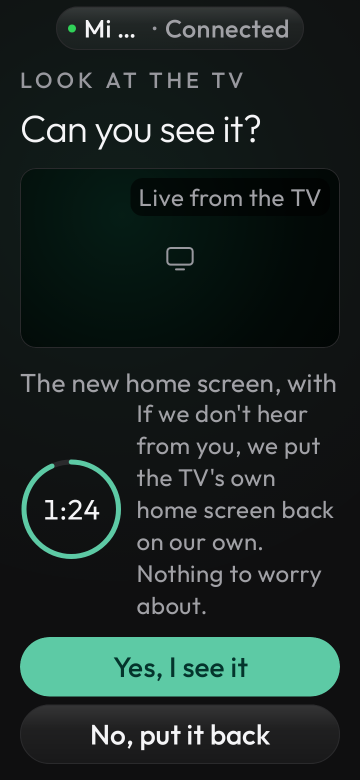 Mi ... · Connected
LOOK AT THE TV
Can you see it?
Live from the TV
The new home screen, with
If we don't hear
from you, we put
the TV's own
home screen back
on our own.
Nothing to worry
about.
1:24
Yes, I see it
No, put it back